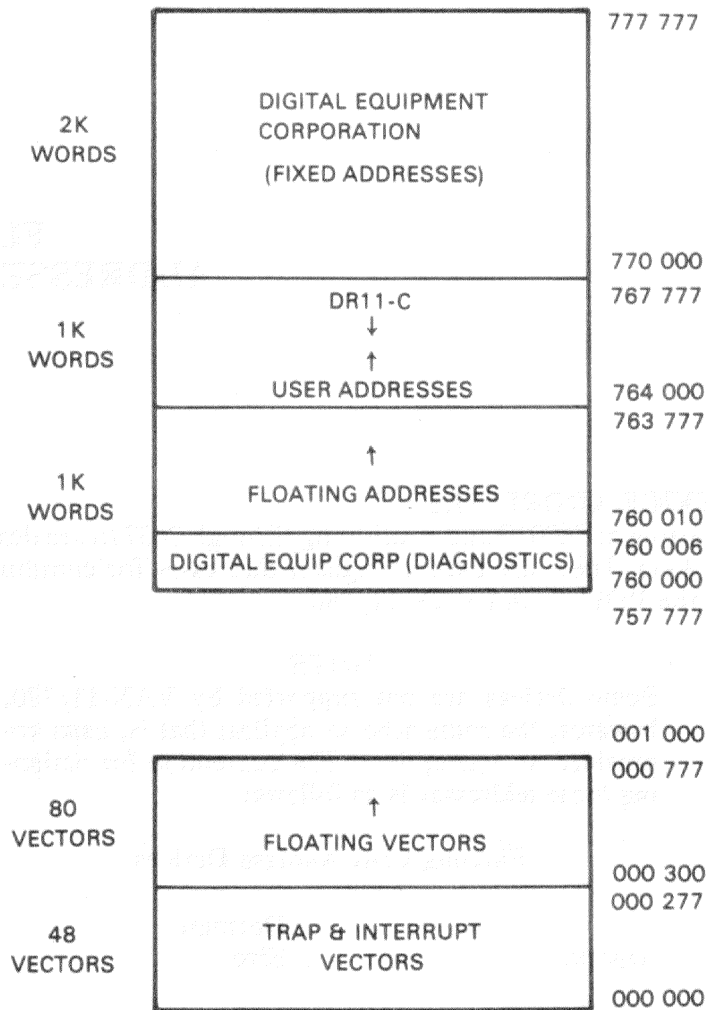 777 777
DIGITAL EQUIPMENT
CORPORATION
(FIXED ADDRESSES)
2K
WORDS
770 000
767 777
DR11-C
1K
WORDS
USER ADDRESSES
764 000
763 777
1K
WORDS
FLOATING ADDRESSES
760 010
760 006
DIGITAL EQUIP CORP (DIAGNOSTICS)
760 000
757 777
001 000
000 777
80
VECTORS
FLOATING VECTORS
000 300
000 277
48
VECTORS
TRAP & INTERRUPT
VECTORS
000 000